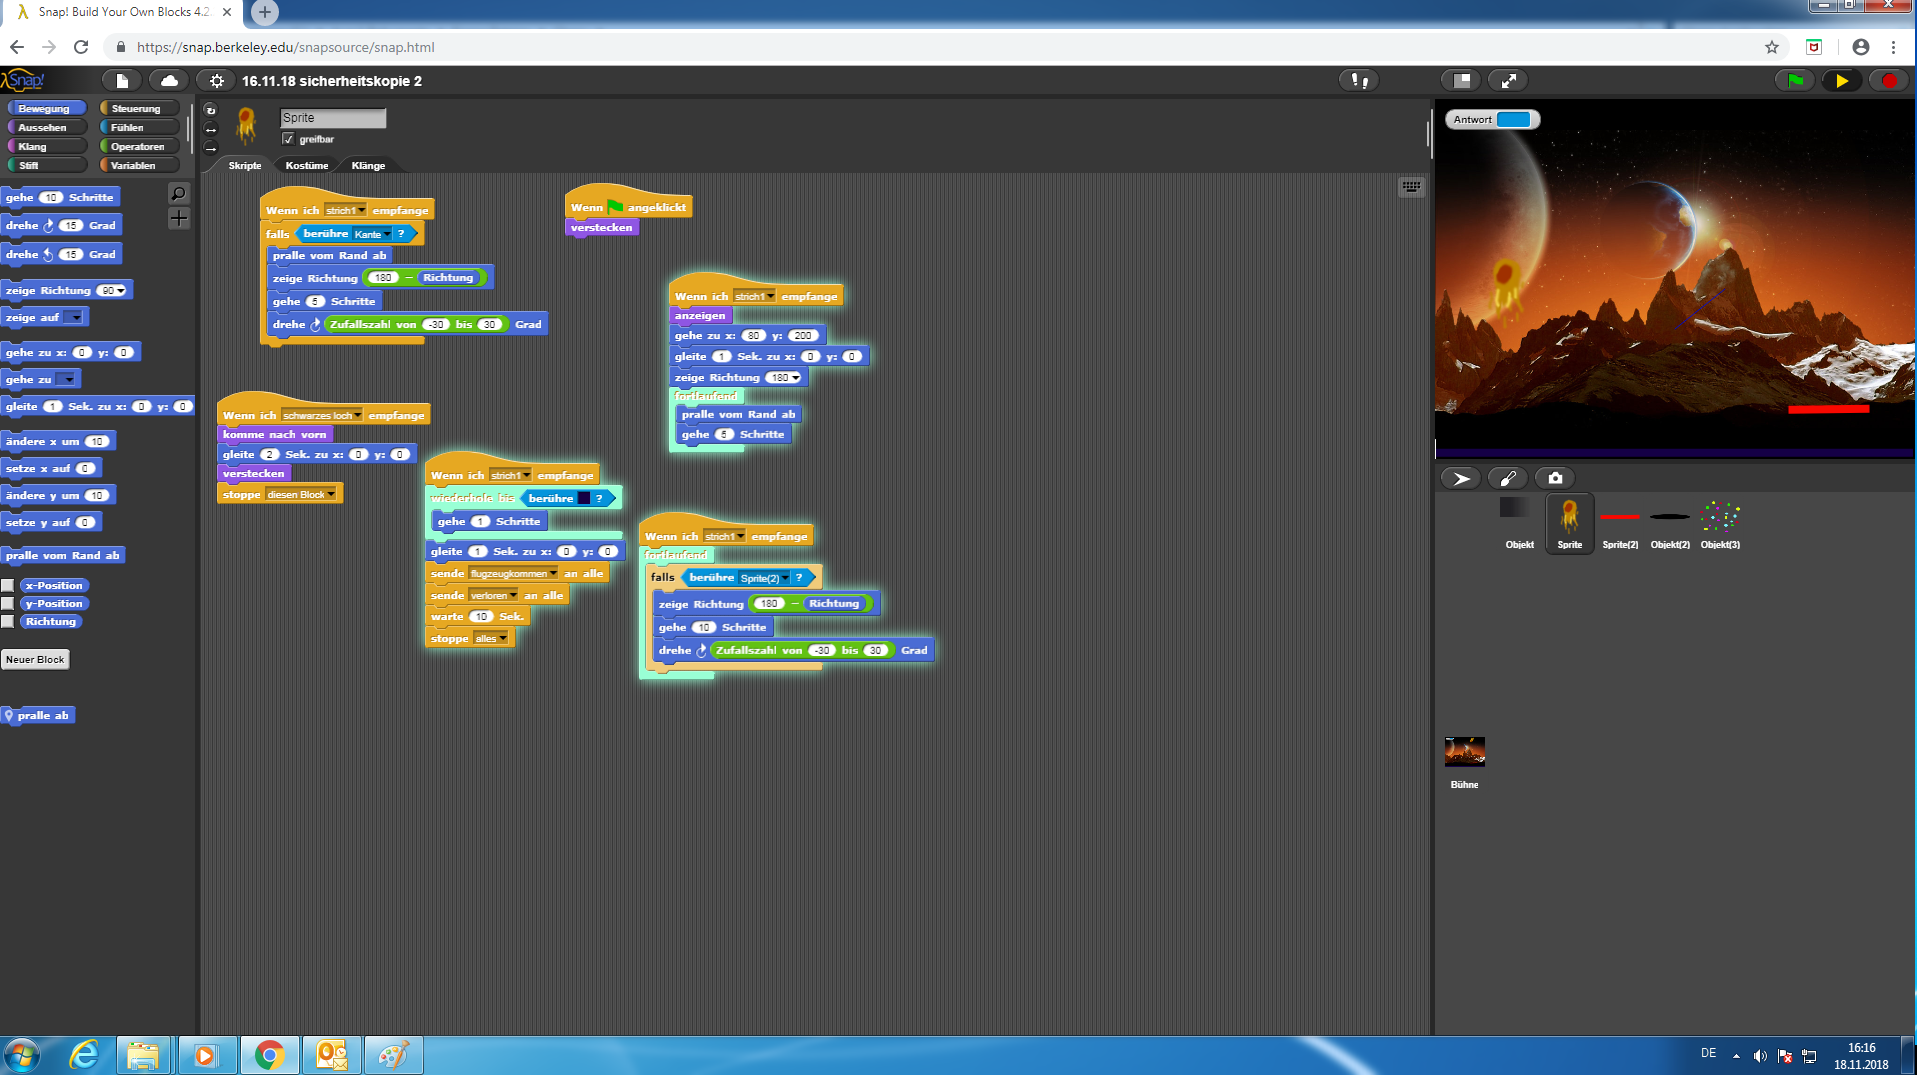 Snap! Build Your Own Blocks 4.2
https://snap.berkeley.edu/snapsource/snap.html
Snap!
16.11.18 sicherheitskopie 2
Bewegung
Steuerung
Aussehen
Fühlen
Klang
Operatoren
Stift
Variablen
gehe 10 Schritte
drehe 15 Grad
drehe 15 Grad
zeige Richtung 90
zeige auf
gehe zu x: 0 y: 0
gehe zu
gleite 1 Sek. zu x: 0 y: 0
ändere x um 10
setze x auf 0
ändere y um 10
setze y auf 0
pralle vom Rand ab
x-Position
y-Position
Richtung
Neuer Block
pralle ab
Sprite
greifbar
Skripte
Kostüme
Klänge
Wenn ich strich1 empfange
falls berühre Kante ?
pralle vom Rand ab
zeige Richtung 180 – Richtung
gehe 5 Schritte
drehe Zufallszahl von -30 bis 30 Grad
Wenn angeklickt
verstecken
Wenn ich strich1 empfange
anzeigen
gehe zu x: 80 y: 200
gleite 1 Sek. zu x: 0 y: 0
zeige Richtung 180
fortlaufend
pralle vom Rand ab
gehe 5 Schritte
Wenn ich schwarzes loch empfange
komme nach vorn
gleite 2 Sek. zu x: 0 y: 0
verstecken
stoppe diesen Block
Wenn ich strich1 empfange
wiederhole bis berühre ?
gehe 1 Schritte
gleite 1 Sek. zu x: 0 y: 0
sende flugzeugkommen an alle
sende verloren an alle
warte 10 Sek.
stoppe alles
Wenn ich strich1 empfange
fortlaufend
falls berühre Sprite(2) ?
zeige Richtung 180 – Richtung
gehe 10 Schritte
drehe Zufallszahl von -30 bis 30 Grad
Antwort
Objekt
Sprite
Sprite(2)
Objekt(2)
Objekt(3)
Bühne
DE
16:16
18.11.2018